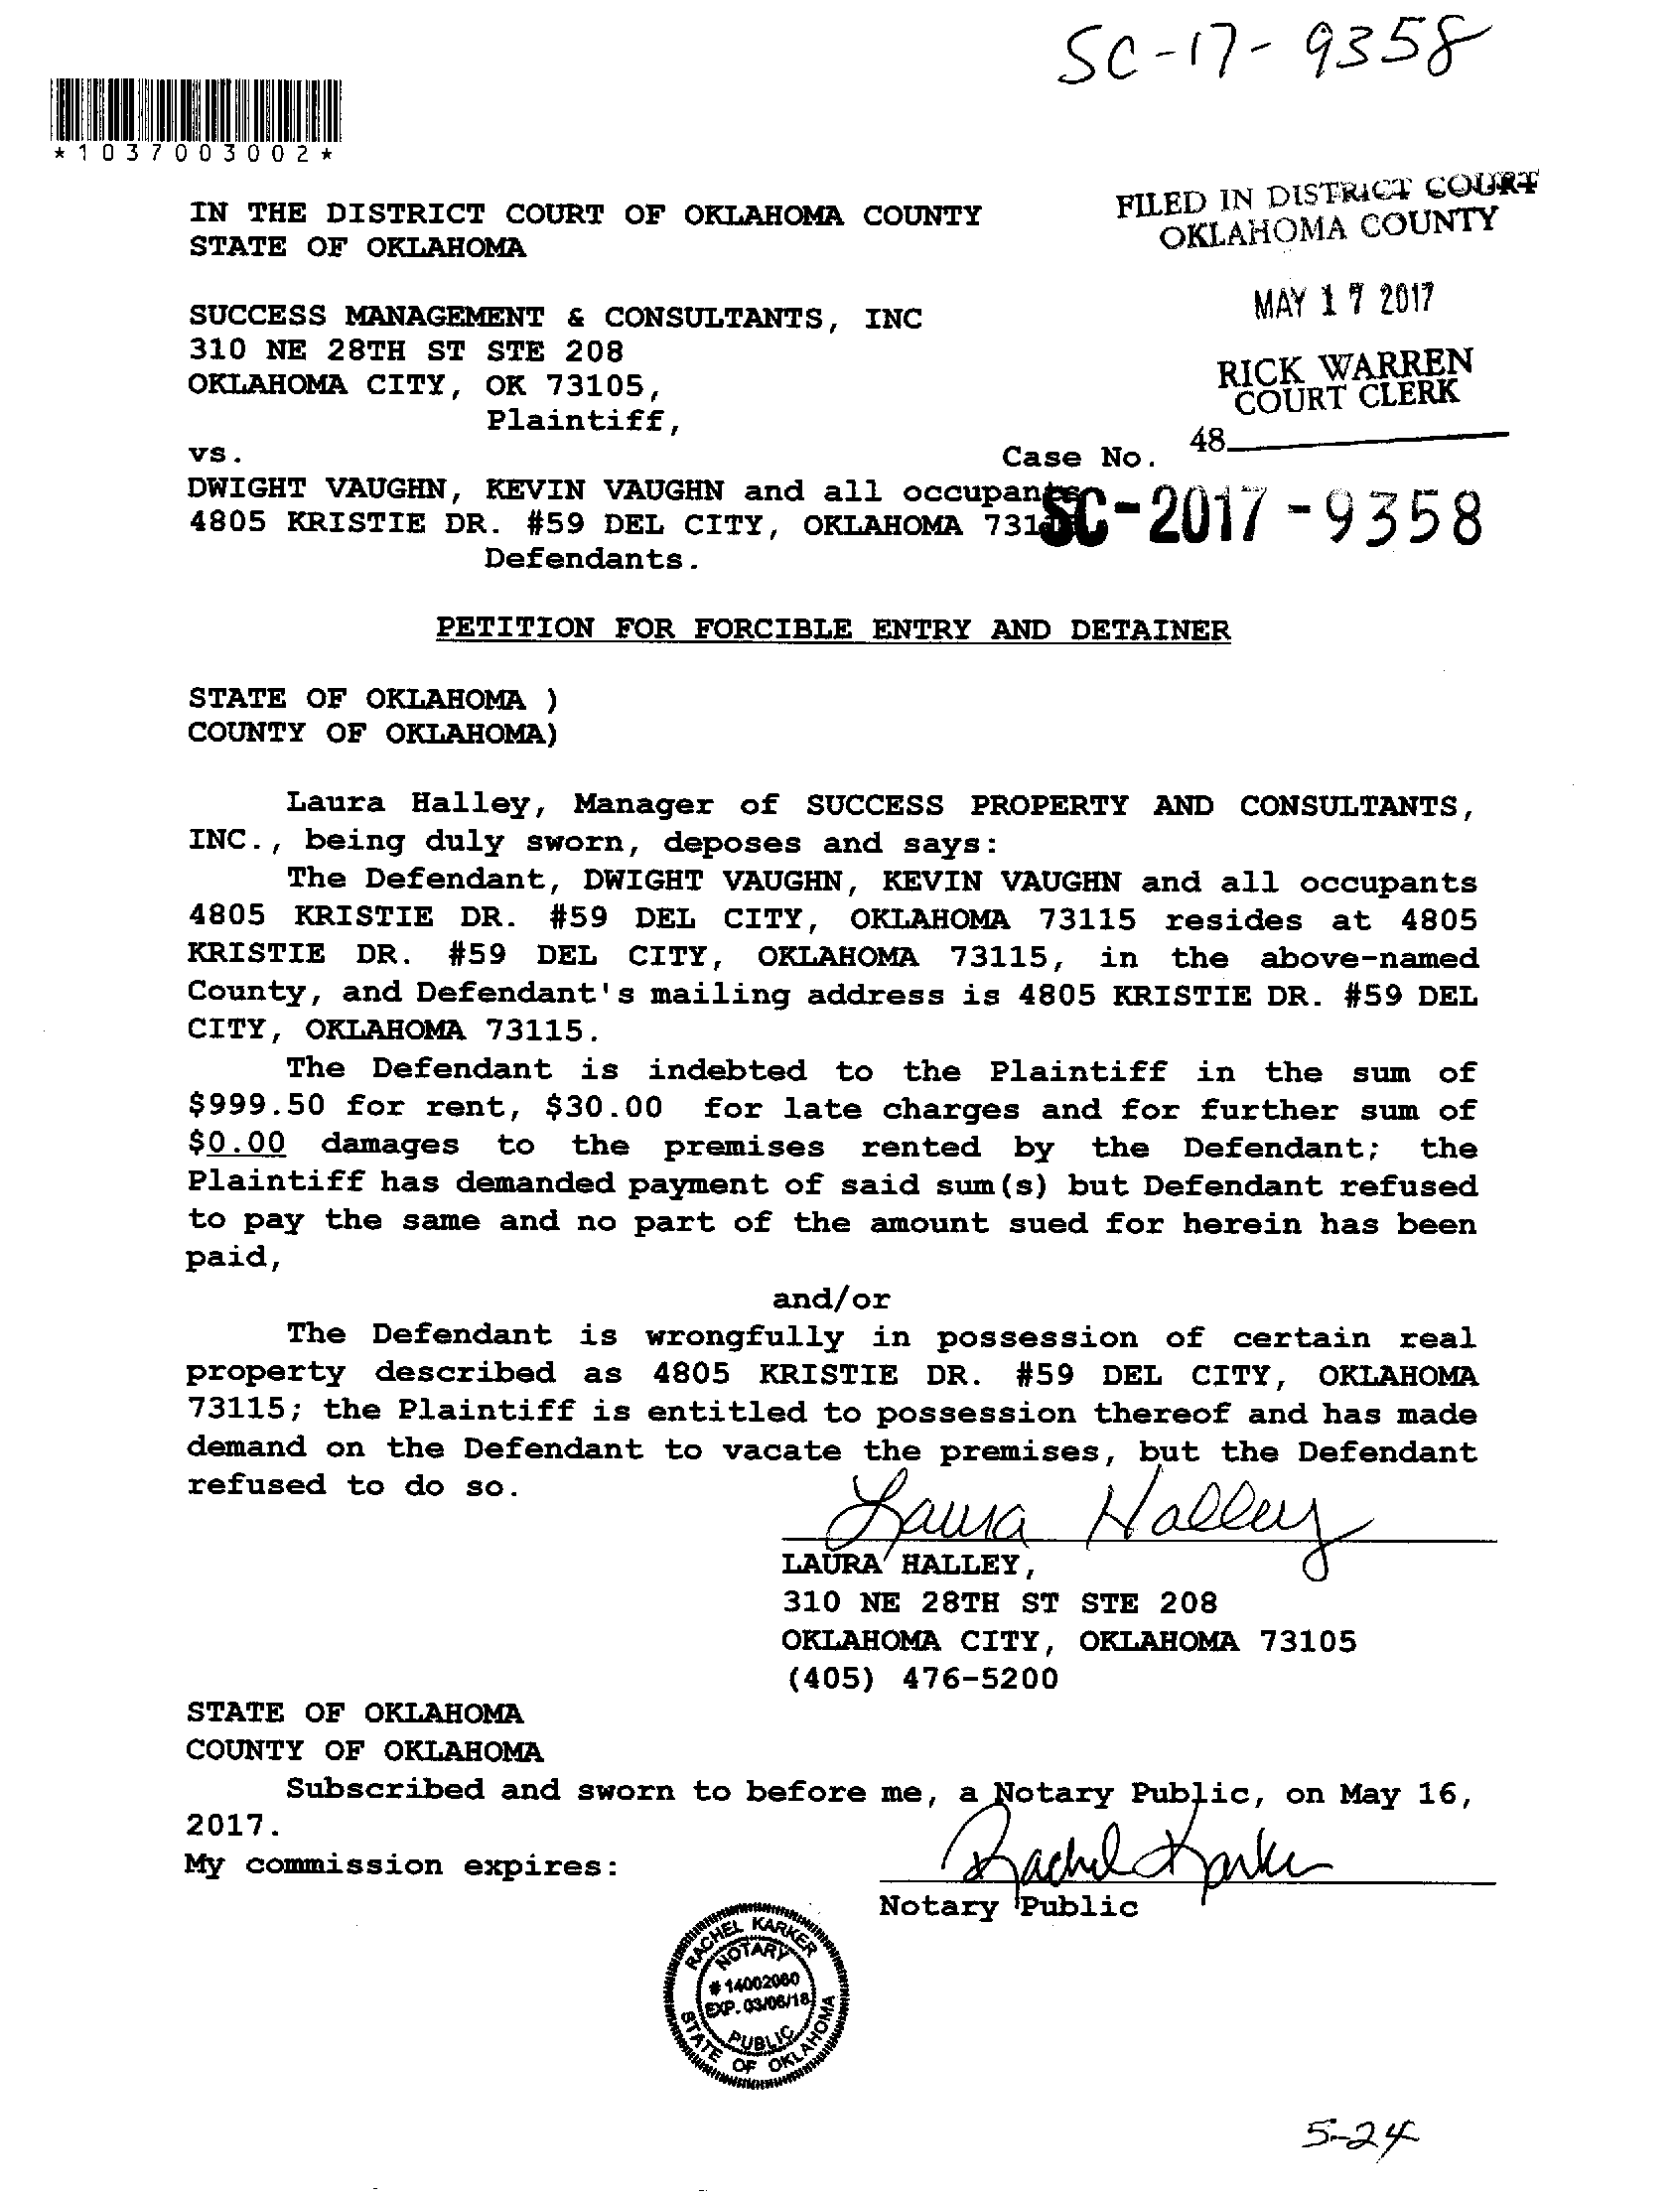 SC-17-9358
*1037003002*
FILED IN DISTRICT COURT
OKLAHOMA COUNTY
MAY 17 2017
RICK WARREN
COURT CLERK
48
IN THE DISTRICT COURT OF OKLAHOMA COUNTY
STATE OF OKLAHOMA
SUCCESS MANAGEMENT & CONSULTANTS, INC
310 NE 28TH ST STE 208
OKLAHOMA CITY, OK 73105,
Plaintiff,
vs.
Case No.
DWIGHT VAUGHN, KEVIN VAUGHN and all occupants
SC-2017-9358
4805 KRISTIE DR. #59 DEL CITY, OKLAHOMA
Defendants.
PETITION FOR FORCIBLE ENTRY AND DETAINER
STATE OF OKLAHOMA )
COUNTY OF OKLAHOMA)
Laura Halley, Manager of SUCCESS PROPERTY AND CONSULTANTS,
INC., being duly sworn, deposes and says:
The Defendant, DWIGHT VAUGHN, KEVIN VAUGHN and all occupants
4805 KRISTIE DR. #59 DEL CITY, OKLAHOMA 73115 resides at 4805
KRISTIE DR. #59 DEL CITY, OKLAHOMA 73115, in the above-named
County, and Defendant's mailing address is 4805 KRISTIE DR. #59 DEL
CITY, OKLAHOMA 73115.
The Defendant is indebted to the Plaintiff in the sum of
$999.50 for rent, $30.00 for late charges and for further sum of
$0.00 damages to the premises rented by the Defendant; the
Plaintiff has demanded payment of said sum(s) but Defendant refused
to pay the same and no part of the amount sued for herein has been
paid,
and/or
The Defendant is wrongfully in possession of certain real
property described as 4805 KRISTIE DR. #59 DEL CITY, OKLAHOMA
73115; the Plaintiff is entitled to possession thereof and has made
demand on the Defendant to vacate the premises, but the Defendant
refused to do so.
Laura Halley
LAURA HALLEY,
310 NE 28TH ST STE 208
OKLAHOMA CITY, OKLAHOMA 73105
(405) 476-5200
STATE OF OKLAHOMA
COUNTY OF OKLAHOMA
Subscribed and sworn to before me, a Notary Public, on May 16,
2017.
My commission expires:
Rachel Karker
Notary Public
RACHEL KARKER
NOTARY
# 14002060
EXP. 03/06/18
PUBLIC
STATE OF OKLAHOMA
5-24